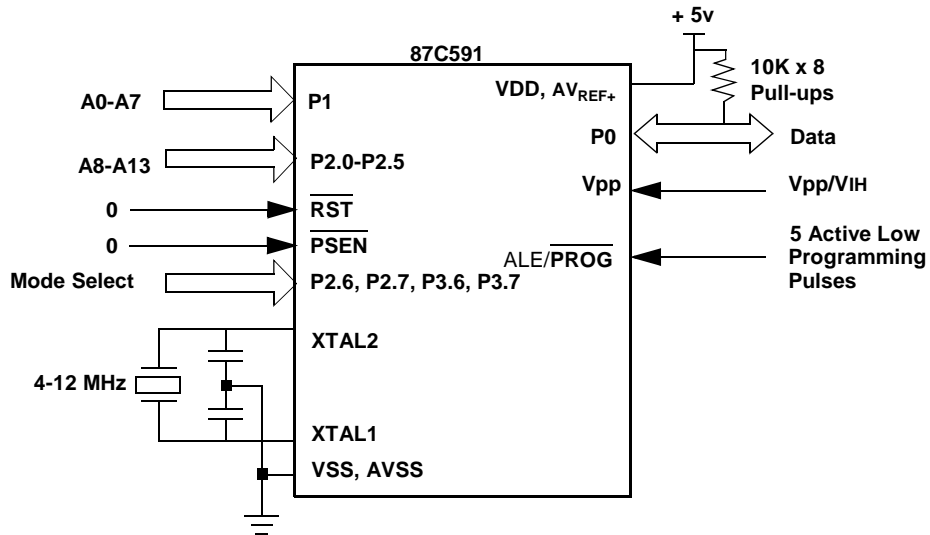 + 5v
87C591
10K x 8
Pull-ups
VDD, AVREF+
A0-A7
P1
P0
Data
A8-A13
P2.0-P2.5
Vpp
Vpp/VIH
0
RST
0
PSEN
ALE/PROG
5 Active Low
Programming
Pulses
Mode Select
P2.6, P2.7, P3.6, P3.7
XTAL2
4-12 MHz
XTAL1
VSS, AVSS